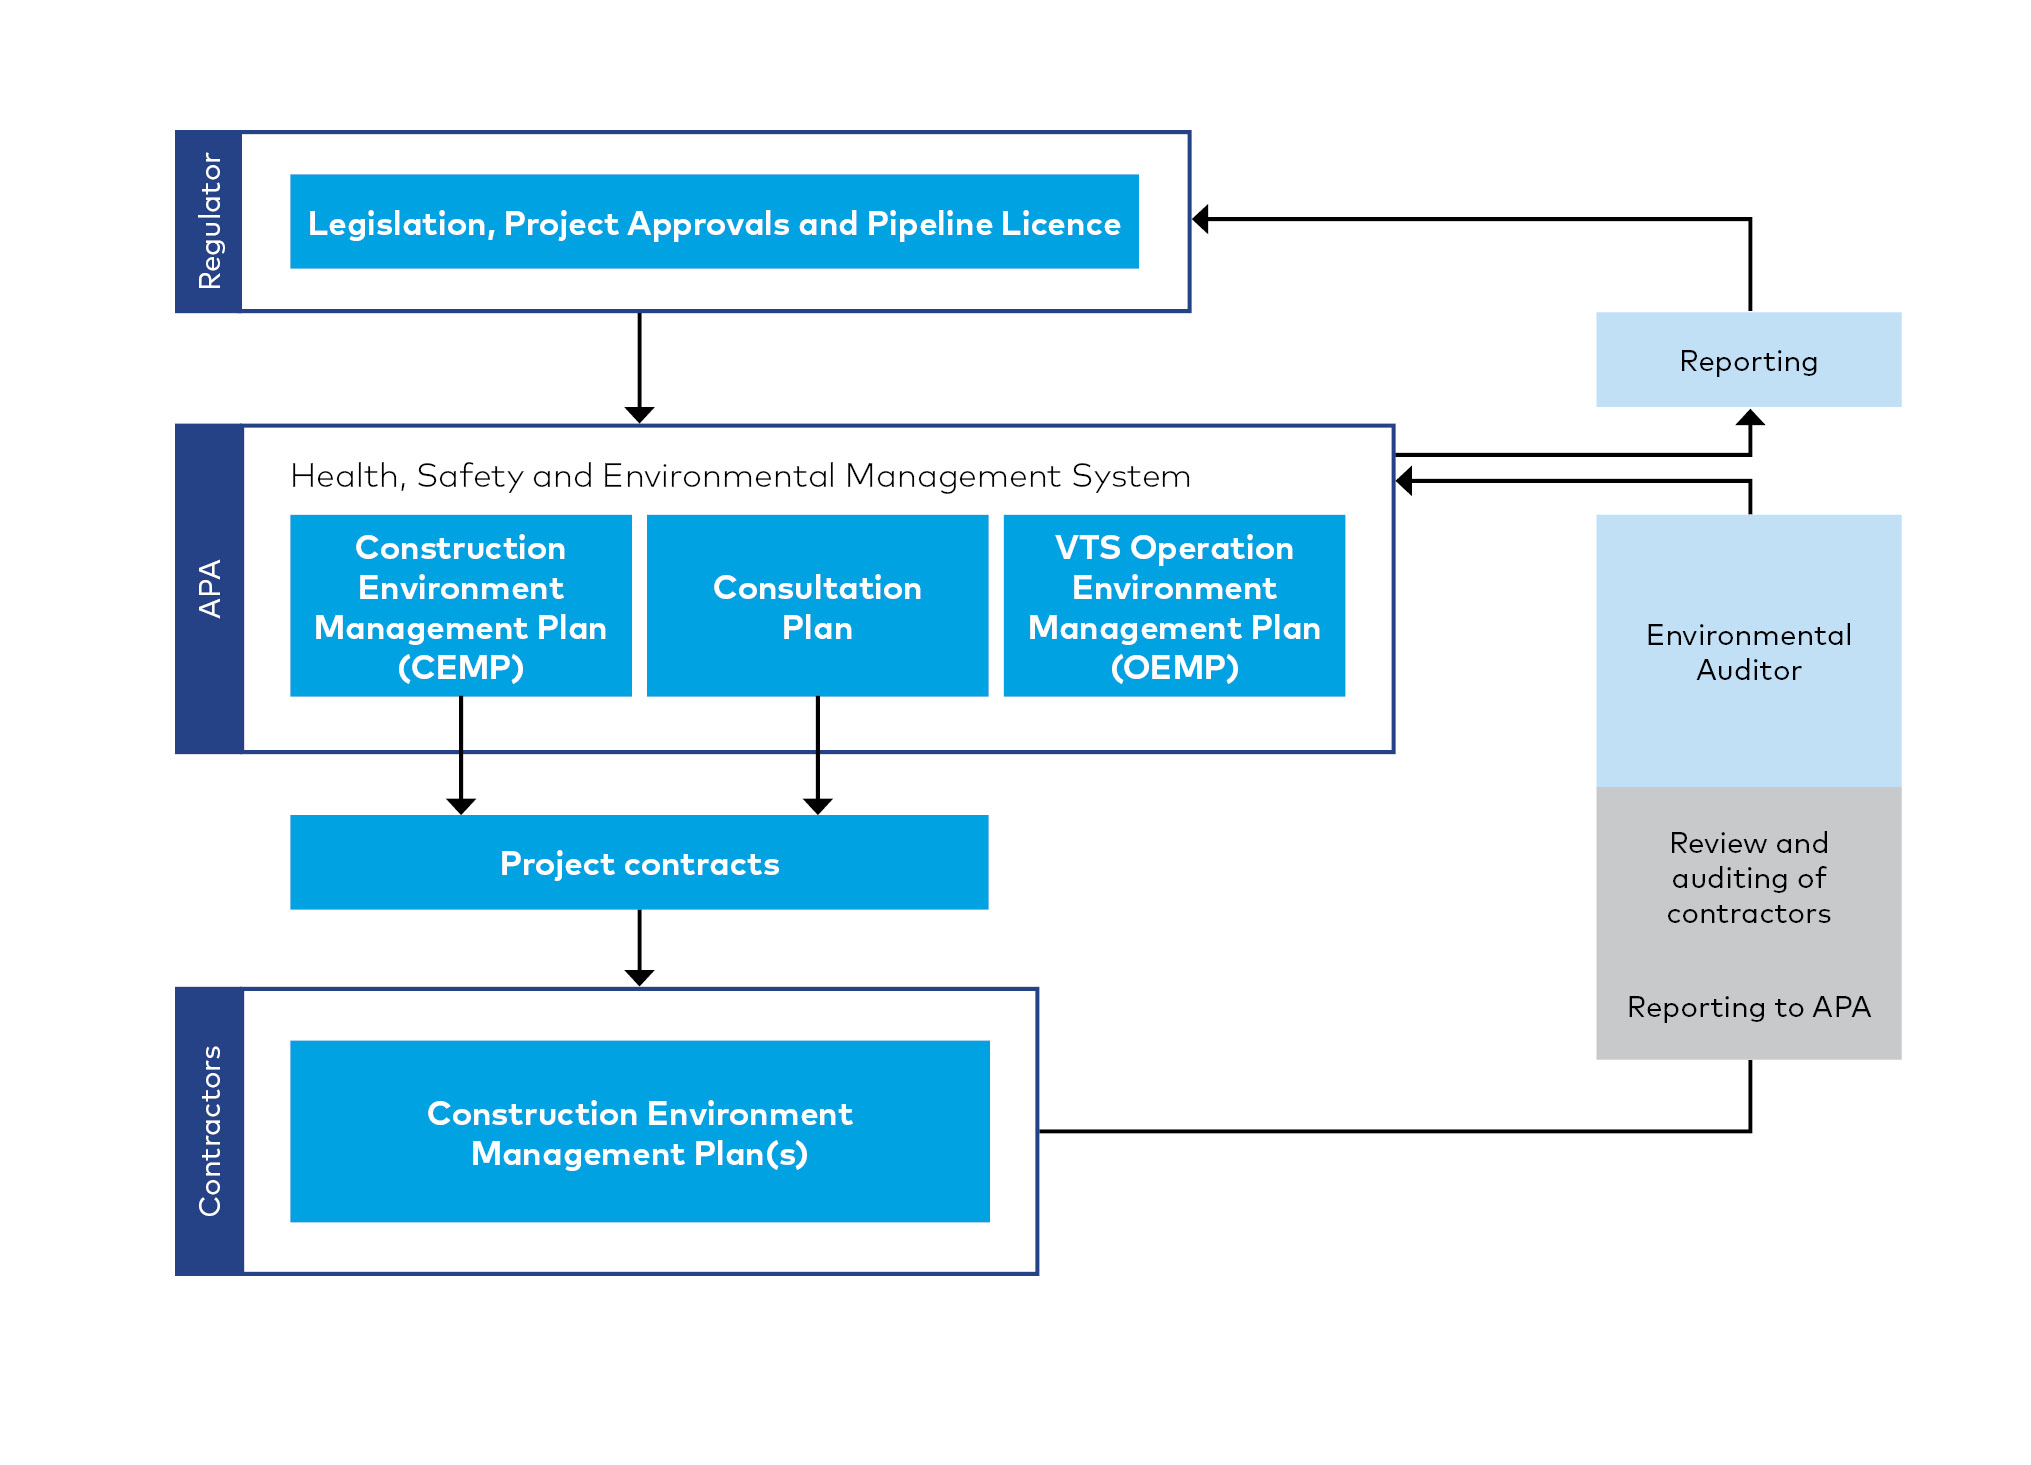 Regulator
Legislation, Project Approvals and Pipeline Licence
Reporting
APA
Health, Safety and Environmental Management System
Construction
Environment
Management Plan
(CEMP)
Consultation
Plan
VTS Operation
Environment
Management Plan
(OEMP)
Environmental
Auditor
Review and
auditing of
contractors
Reporting to APA
Project contracts
Contractors
Construction Environment
Management Plan(s)